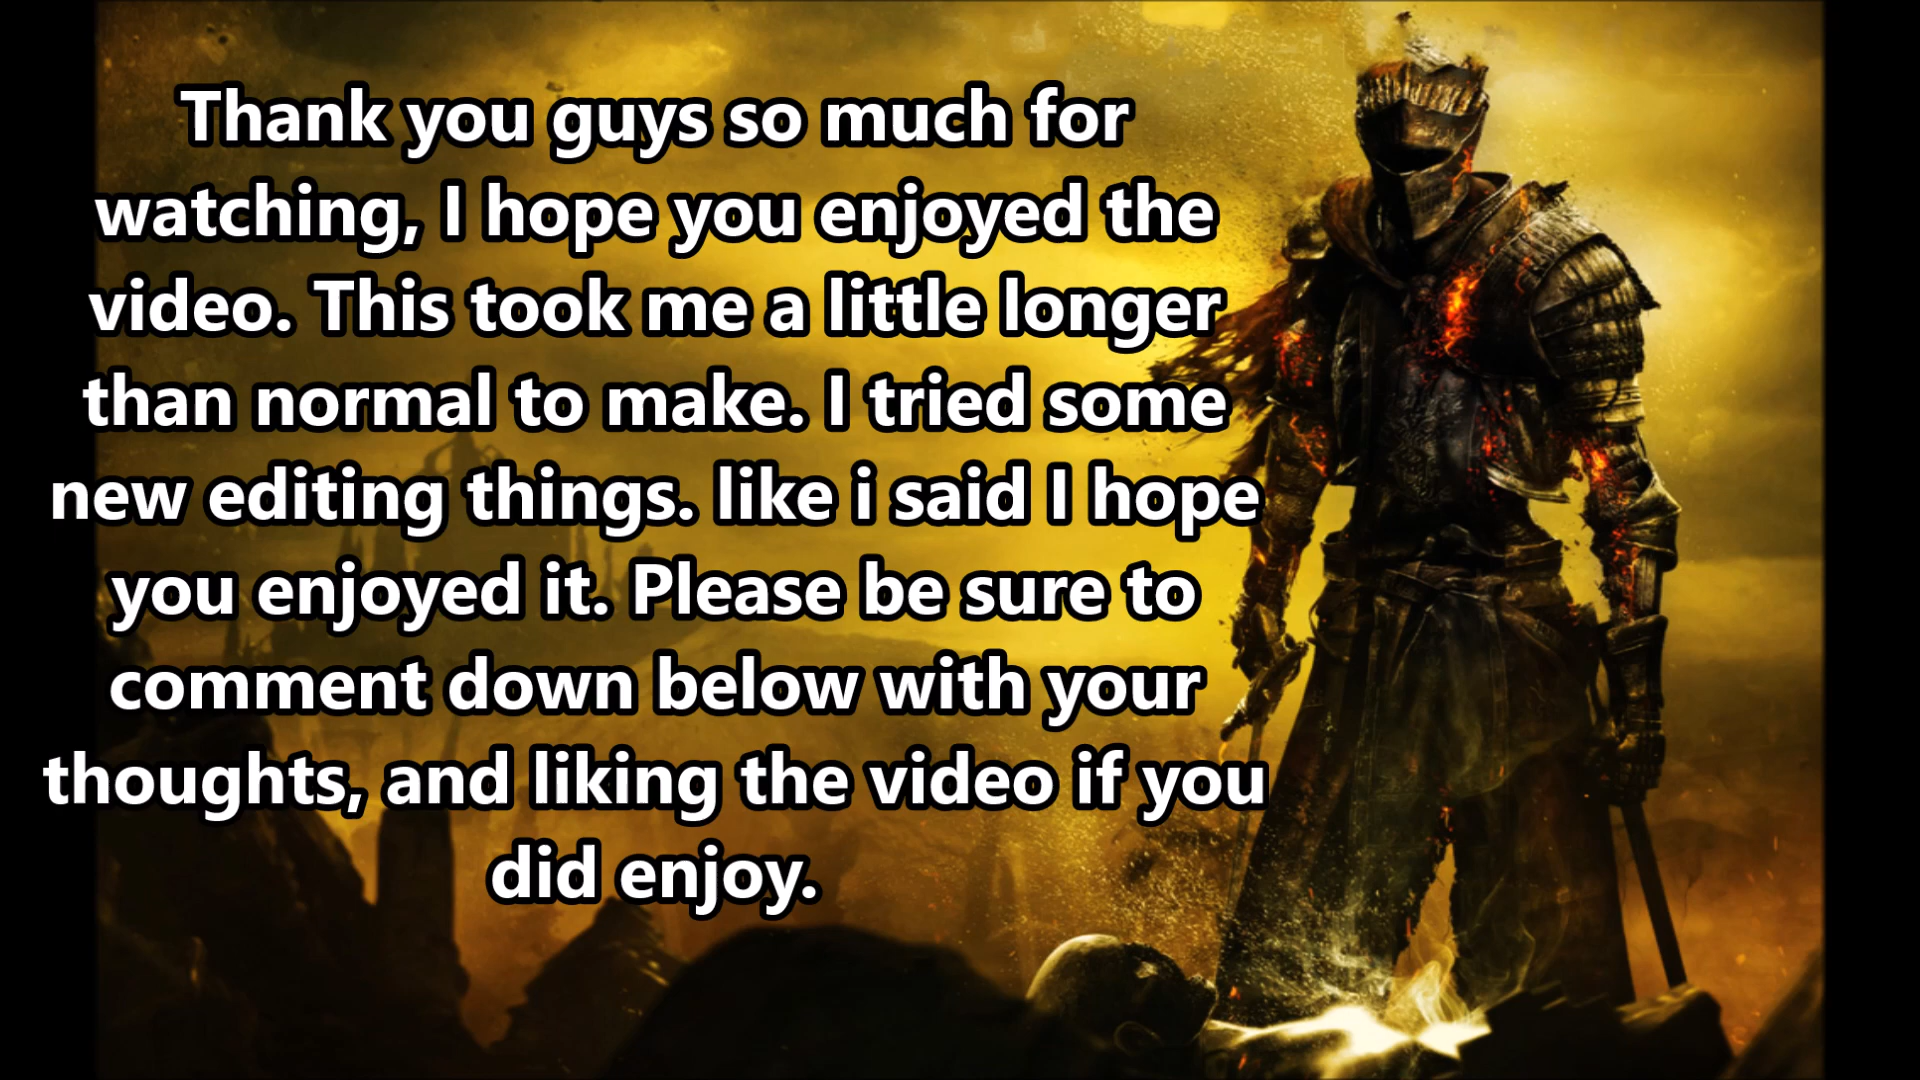 Thank you guys so much for
watching, I hope you enjoyed the
video. This took me a little longer
than normal to make. I tried some
new editing things. like i said I hope
you enjoyed it. Please be sure to
comment down below with your
thoughts, and liking the video if you
did enjoy.